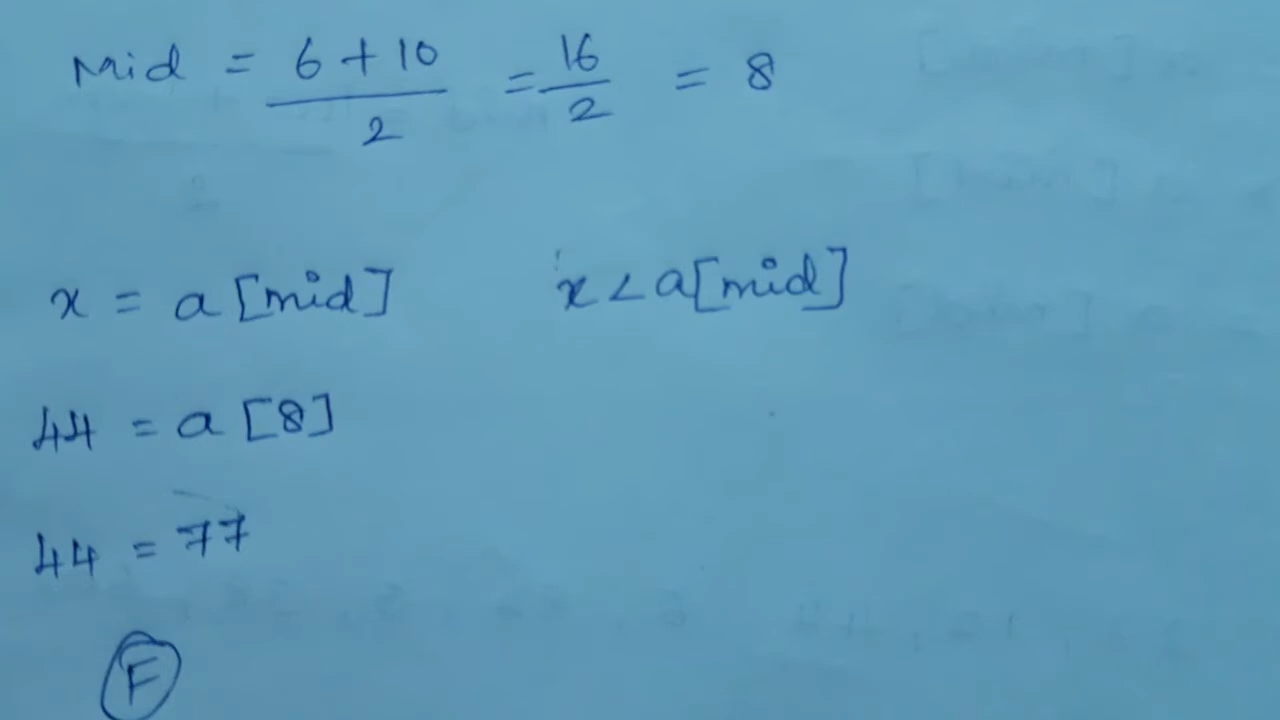 Mid = 6 + 10 / 2 = 16 / 2 = 8
x = a [mid] x < a[mid]
44 = a [8]
44 = 77
F